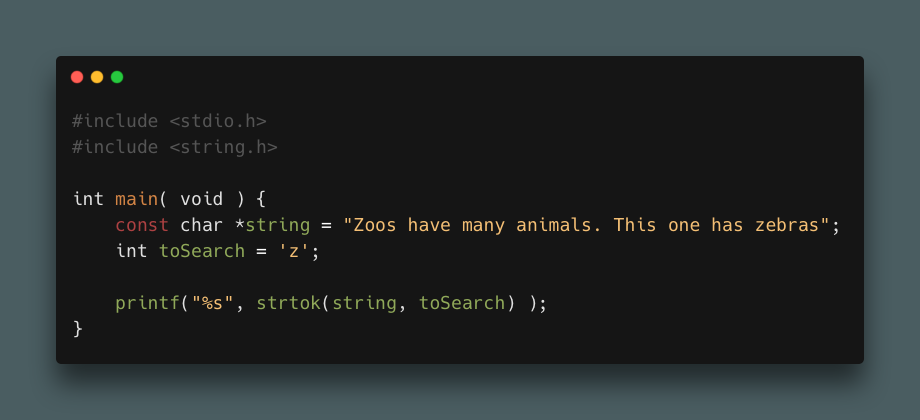 #include <stdio.h>
#include <string.h>
int main( void ) {
    const char *string = "Zoos have many animals. This one has zebras";
    int toSearch = 'z';
    printf("%s", strtok(string, toSearch) );
}